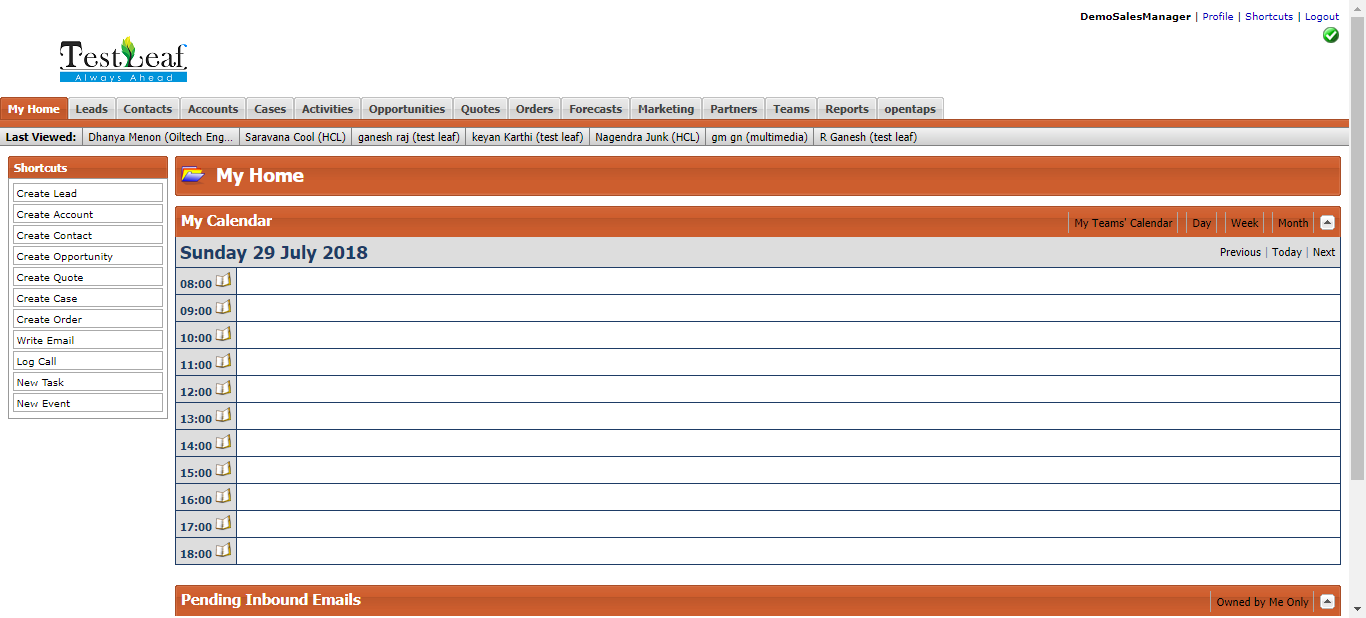 DemoSalesManager | Profile | Shortcuts | Logout
TestLeaf
Always Ahead
My Home Leads Contacts Accounts Cases Activities Opportunities Quotes Orders Forecasts Marketing Partners Teams Reports opentaps
Last Viewed: Dhanya Menon (Oiltech Eng... Saravana Cool (HCL) ganesh raj (test leaf) keyan Karthi (test leaf) Nagendra Junk (HCL) gm gn (multimedia) R Ganesh (test leaf)
Shortcuts
Create Lead
Create Account
Create Contact
Create Opportunity
Create Quote
Create Case
Create Order
Write Email
Log Call
New Task
New Event
My Home
My Calendar My Teams' Calendar Day Week Month
Sunday 29 July 2018 Previous | Today | Next
08:00
09:00
10:00
11:00
12:00
13:00
14:00
15:00
16:00
17:00
18:00
Pending Inbound Emails Owned by Me Only